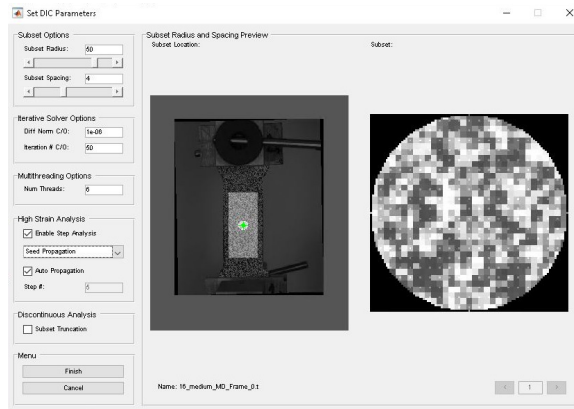 Set DIC Parameters
Subset Options
Subset Radius: 60
Subset Spacing: 4
Iterative Solver Options
Diff Norm C/O: 1e-06
Iteration # C/O: 50
Multithreading Options
Num Threads: 6
High Strain Analysis
Enable Step Analysis
Seed Propagation
Auto Propagation
Step #: 5
Discontinuous Analysis
Subset Truncation
Menu
Finish
Cancel
Subset Radius and Spacing Preview
Subset Location: Subset:
Name: 16_medium_MD_Frame_0.t
1